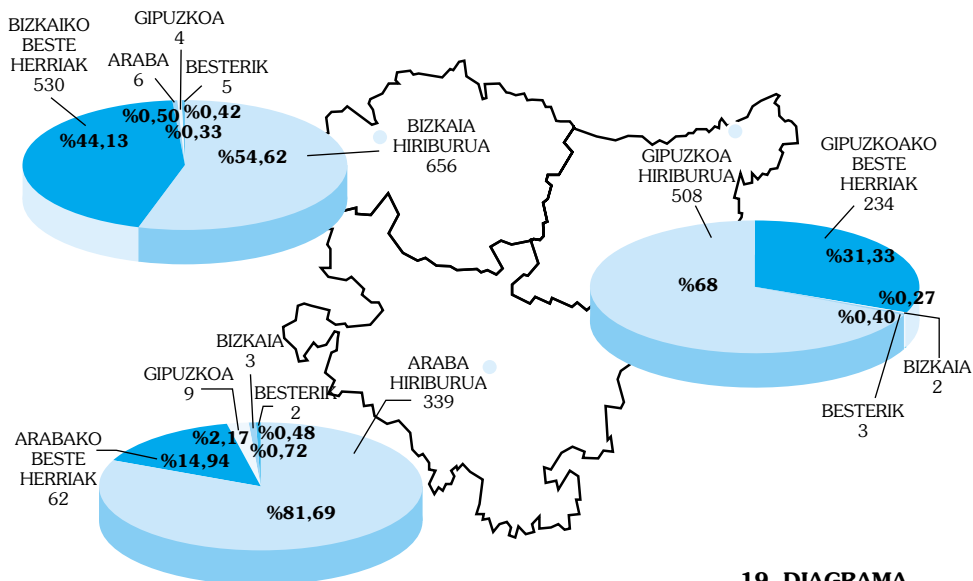 BIZKAIKO
BESTE
HERRIAK
530
GIPUZKOA
4
ARABA
6
BESTERIK
5
%0,50
%0,42
%0,33
%44,13
%54,62
BIZKAIA
HIRIBURUA
656
GIPUZKOA
HIRIBURUA
508
GIPUZKOAKO
BESTE
HERRIAK
234
%31,33
%68
%0,27
%0,40
BIZKAIA
2
BESTERIK
3
BIZKAIA
3
GIPUZKOA
9
BESTERIK
2
ARABA
HIRIBURUA
339
ARABAKO
BESTE
HERRIAK
62
%2,17
%0,48
%0,72
%14,94
%81,69
19. DIAGRAMA